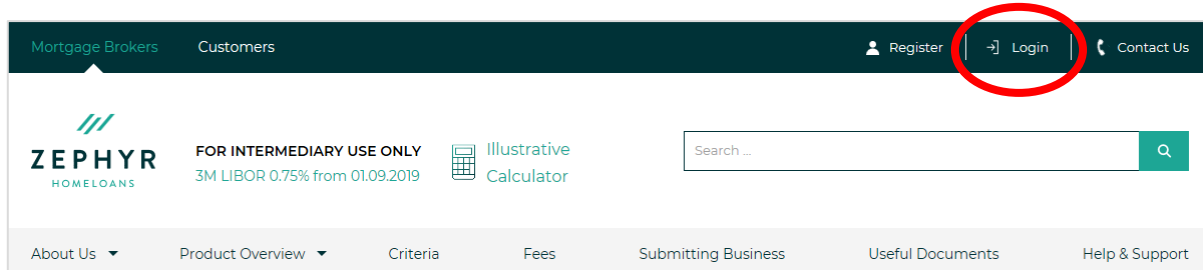 Mortgage Brokers Customers Register Login Contact Us
ZEPHYR
HOMELOANS
FOR INTERMEDIARY USE ONLY
3M LIBOR 0.75% from 01.09.2019
Illustrative
Calculator
Search ...
About Us Product Overview Criteria Fees Submitting Business Useful Documents Help & Support